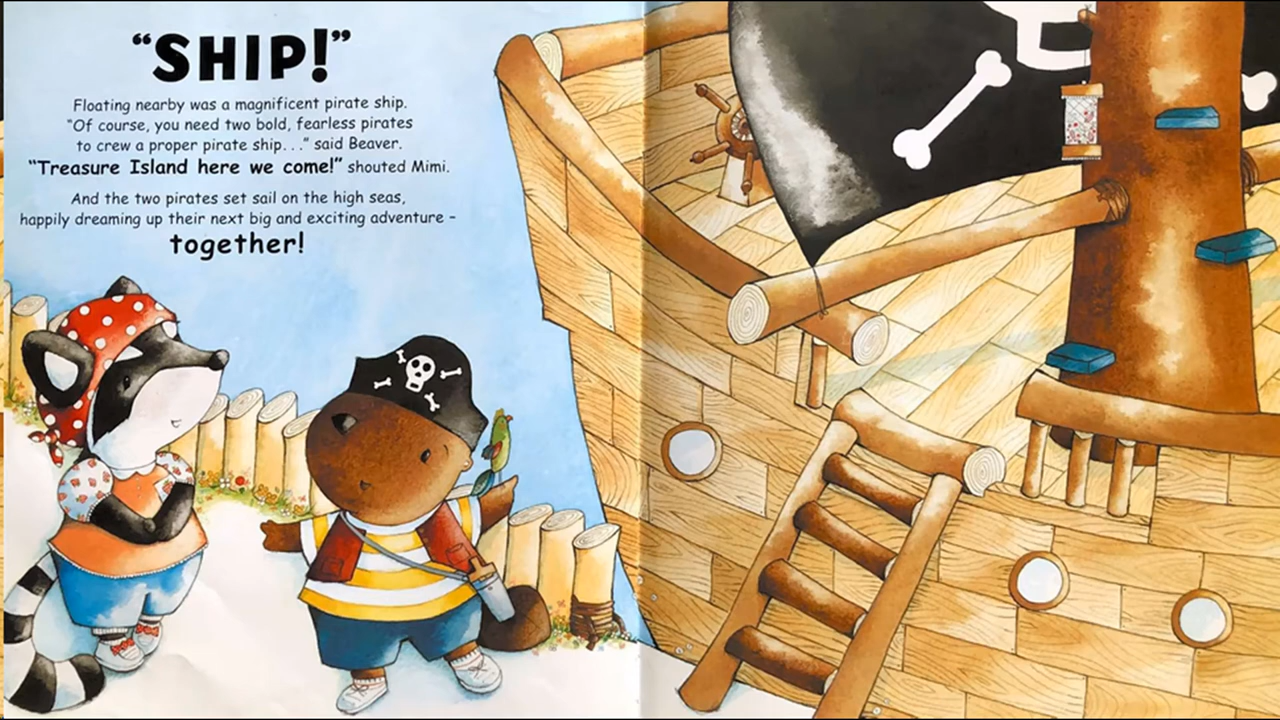 “SHIP!”
Floating nearby was a magnificent pirate ship.
“Of course, you need two bold, fearless pirates
to crew a proper pirate ship. . .” said Beaver.
“Treasure Island here we come!” shouted Mimi.
And the two pirates set sail on the high seas,
happily dreaming up their next big and exciting adventure –
together!